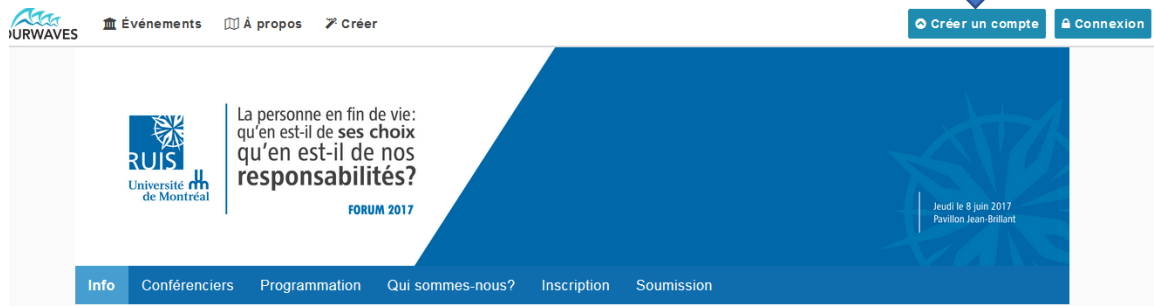 OURWAVES
Événements À propos Créer
Créer un compte Connexion
La personne en fin de vie:
qu'en est-il de ses choix
qu'en est-il de nos
responsabilités?
FORUM 2017
RUIS
Université
de Montréal
Jeudi le 8 juin 2017
Pavillon Jean-Brillant
Info Conférenciers Programmation Qui sommes-nous? Inscription Soumission